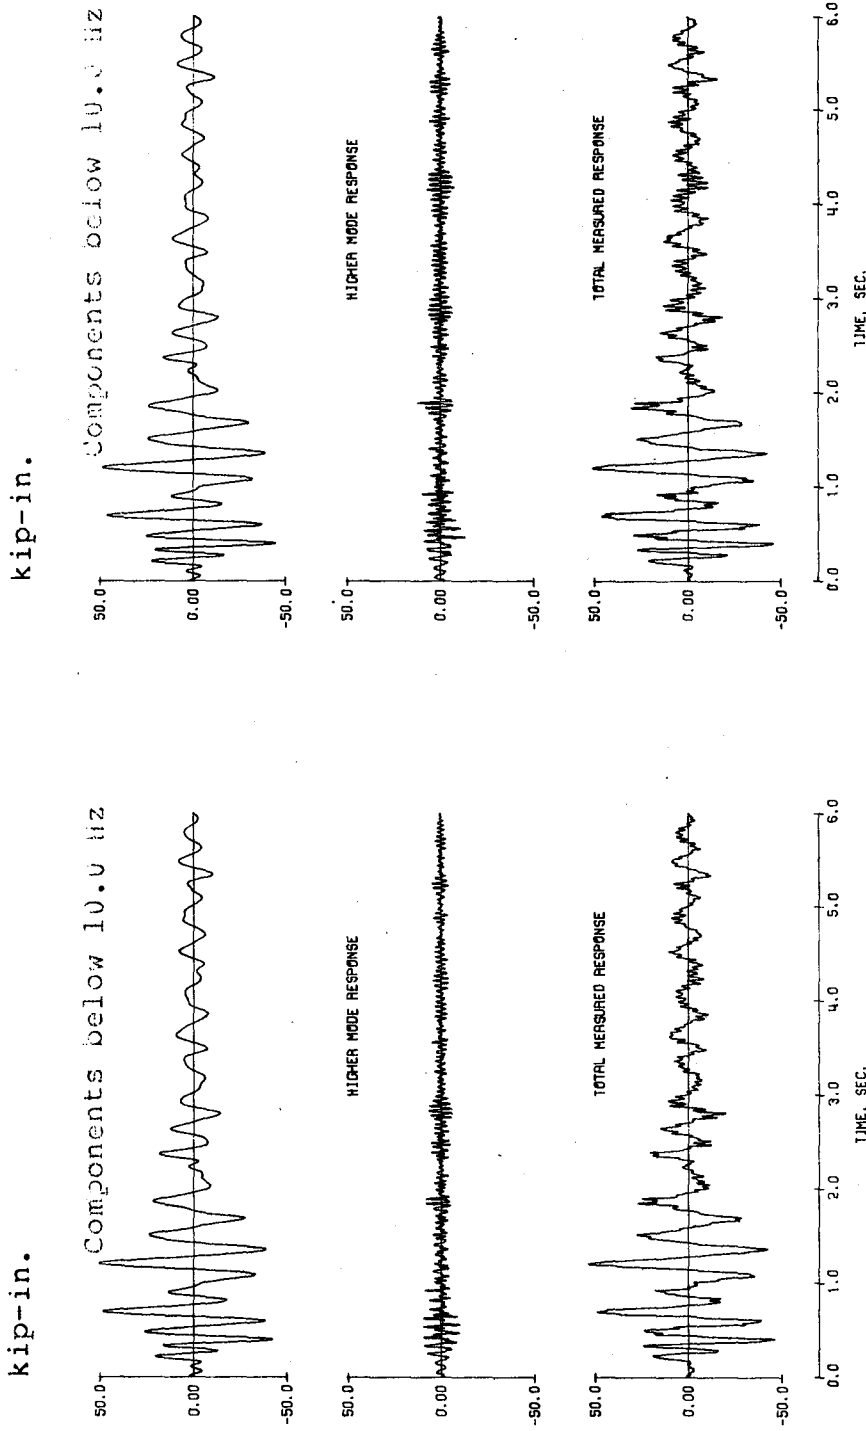 kip-in.
Components below 10.0 Hz
50.0
0.00
-50.0
HIGHER MODE RESPONSE
50.0
0.00
-50.0
TOTAL MEASURED RESPONSE
50.0
0.00
-50.0
0.0 1.0 2.0 3.0 4.0 5.0 6.0
TIME, SEC.
kip-in.
Components below 10.0 Hz
50.0
0.00
-50.0
HIGHER MODE RESPONSE
50.0
0.00
-50.0
TOTAL MEASURED RESPONSE
50.0
0.00
-50.0
0.0 1.0 2.0 3.0 4.0 5.0 6.0
TIME, SEC.